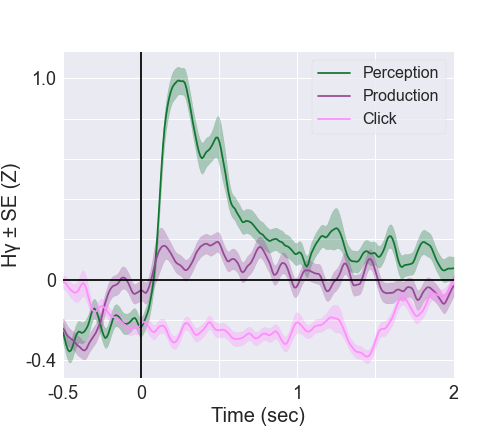 Perception
Production
Click
1.0
0
-0.4
Hγ ± SE (Z)
-0.5 0 1 2
Time (sec)